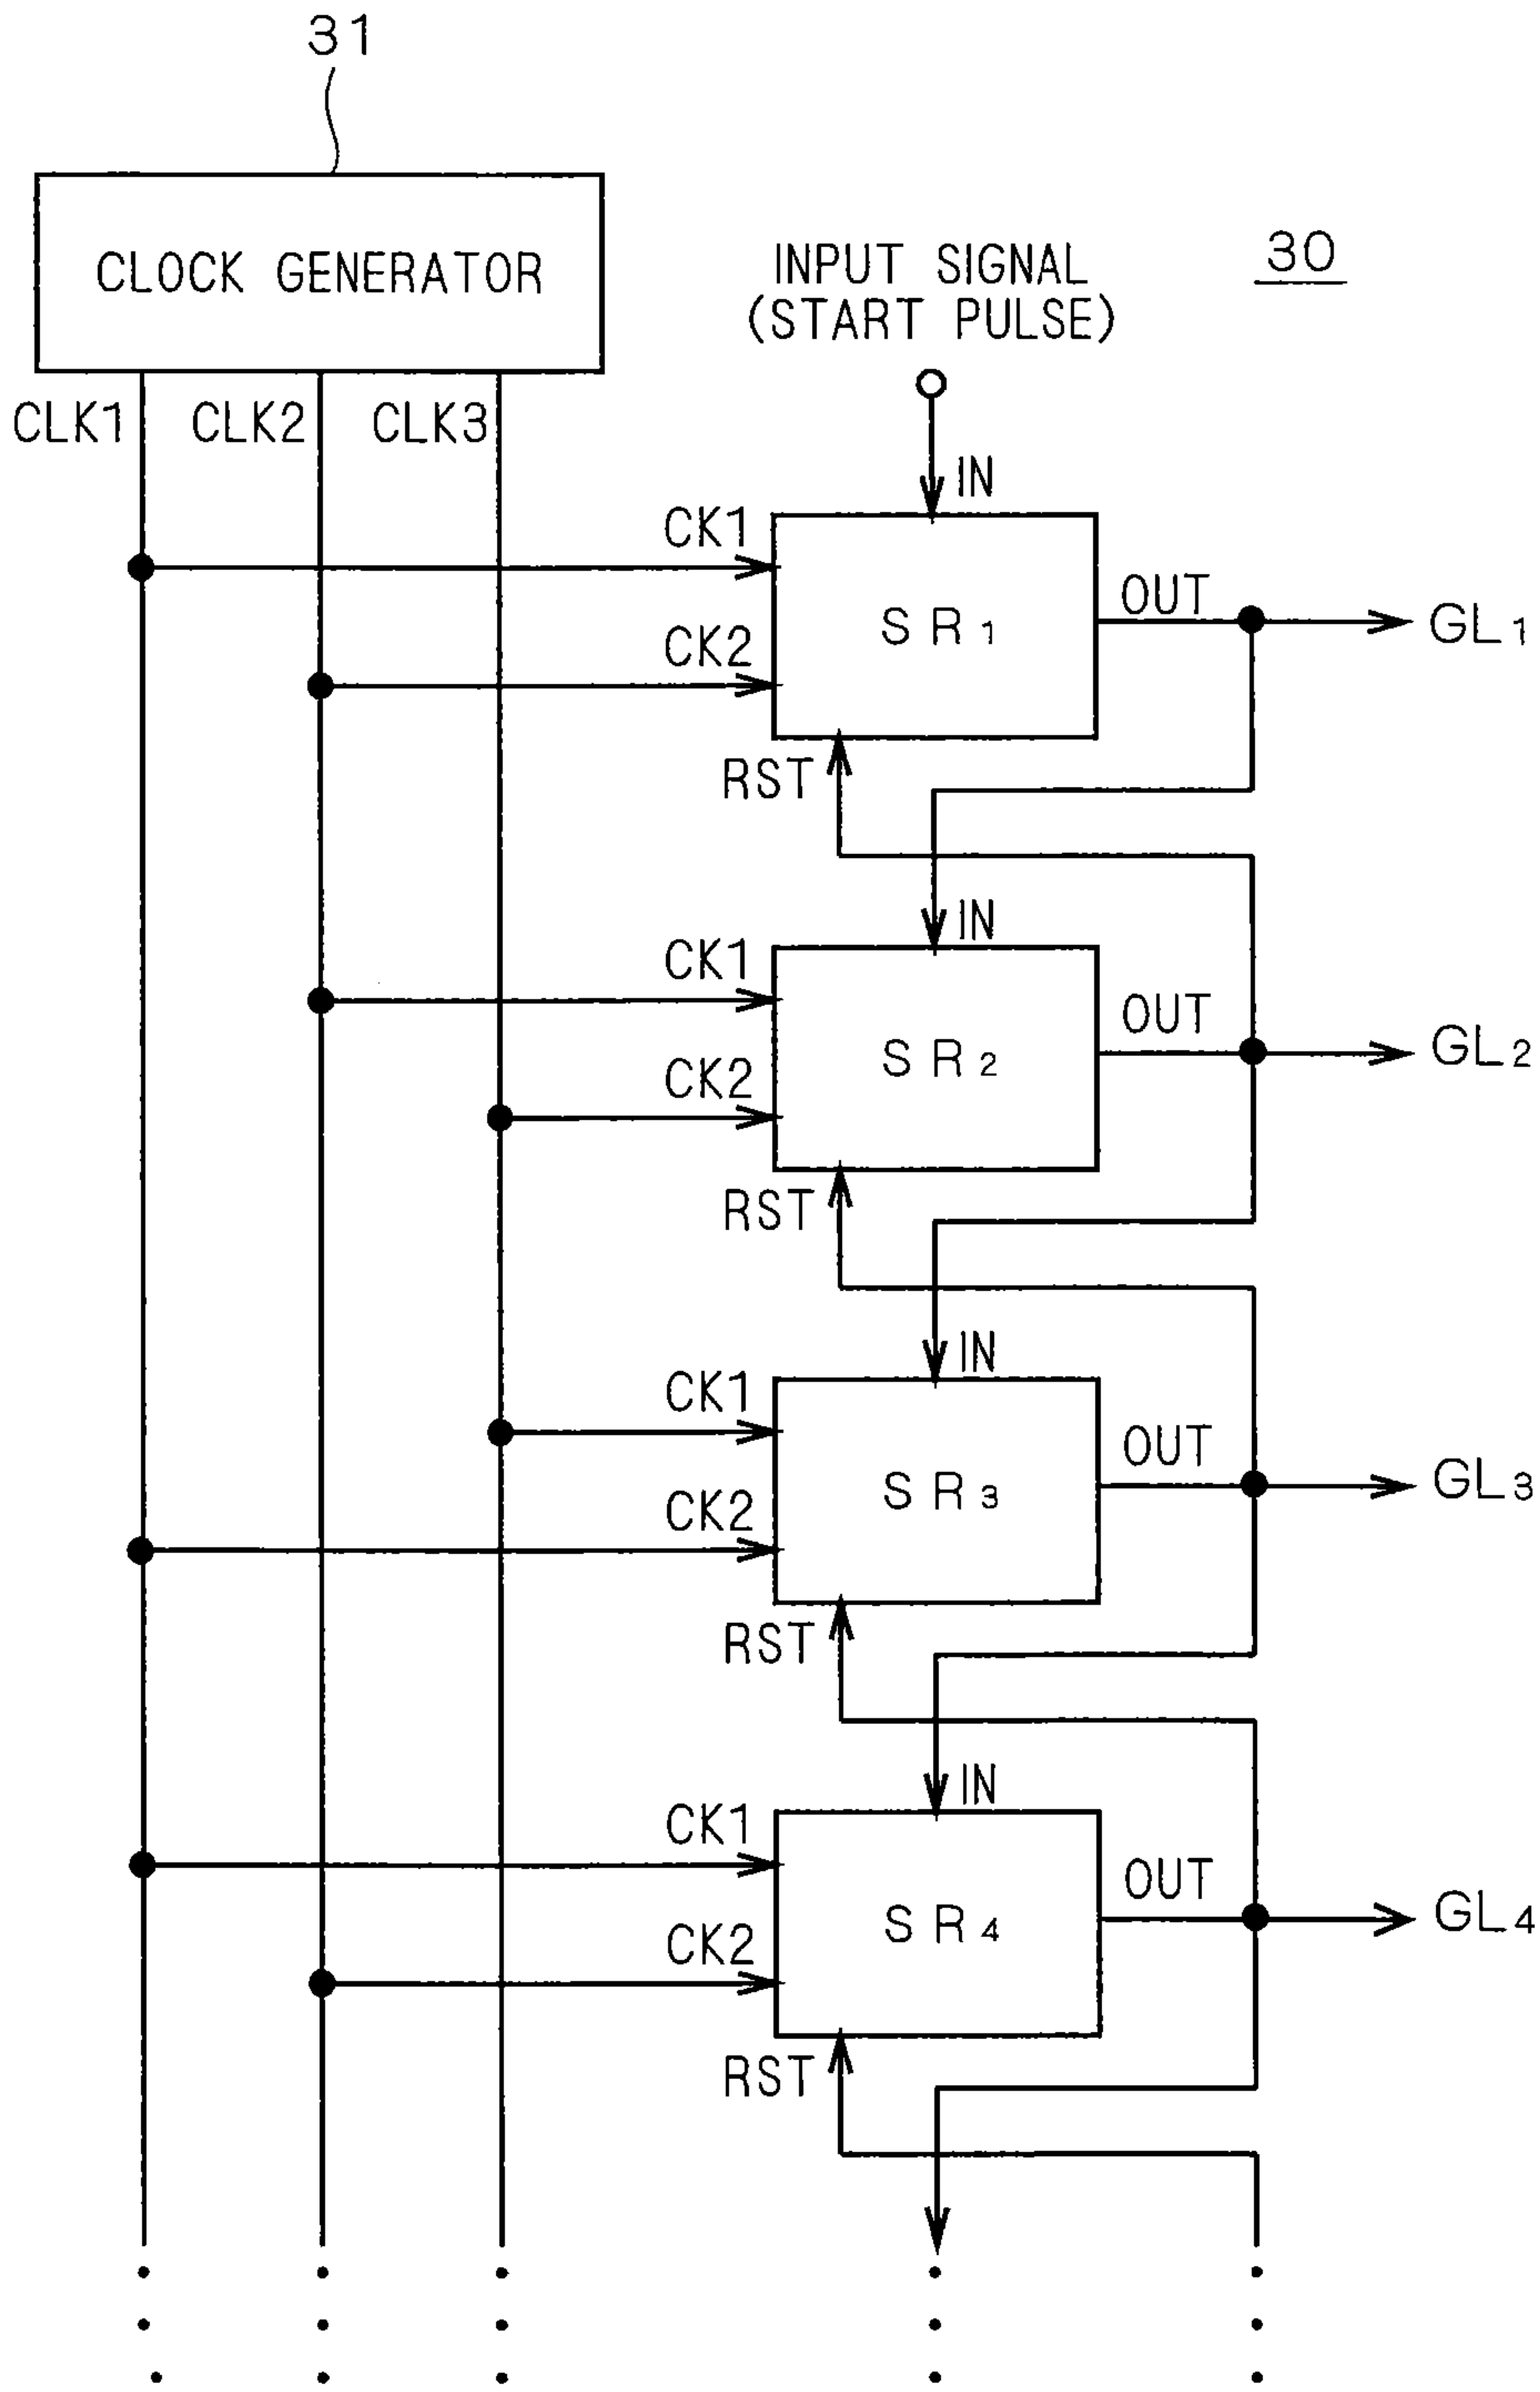 31
CLOCK GENERATOR
INPUT SIGNAL
(START PULSE)
30
CLK1
CLK2
CLK3
IN
CK1
CK2
SR1
OUT
GL1
RST
IN
CK1
CK2
SR2
OUT
GL2
RST
IN
CK1
CK2
SR3
OUT
GL3
RST
IN
CK1
CK2
SR4
OUT
GL4
RST